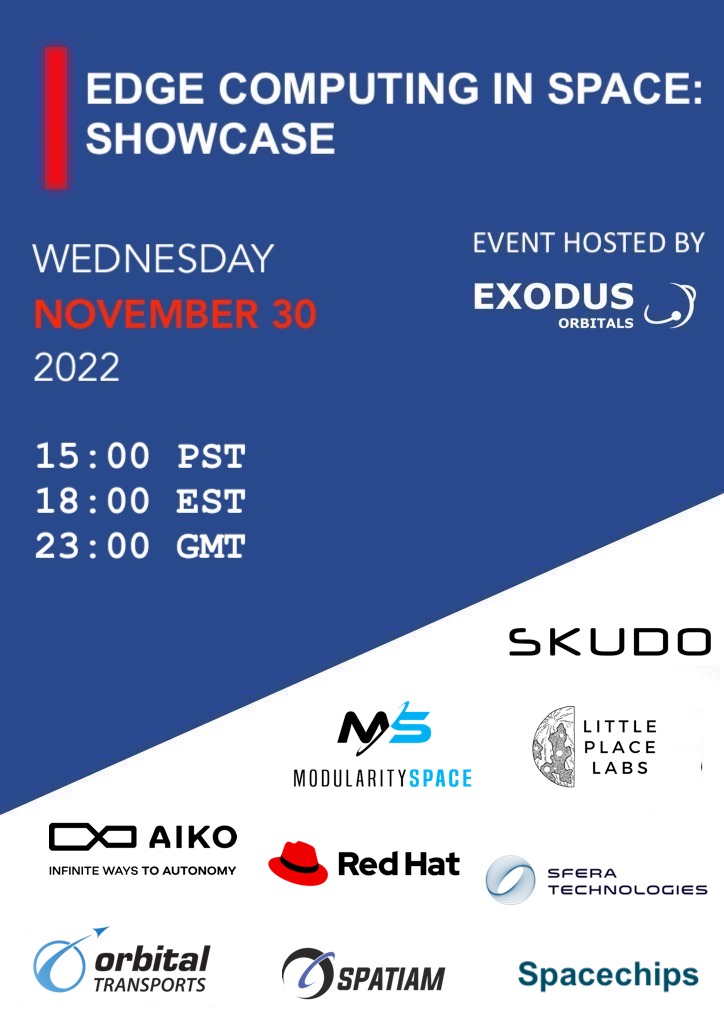 EDGE COMPUTING IN SPACE:
SHOWCASE
WEDNESDAY
NOVEMBER 30
2022
EVENT HOSTED BY
EXODUS
ORBITALS
15:00 PST
18:00 EST
23:00 GMT
SKUDO
MS
MODULARITYSPACE
LITTLE
PLACE
LABS
AIKO
INFINITE WAYS TO AUTONOMY
Red Hat
SFERA
TECHNOLOGIES
orbital
TRANSPORTS
SPATIAM
Spacechips